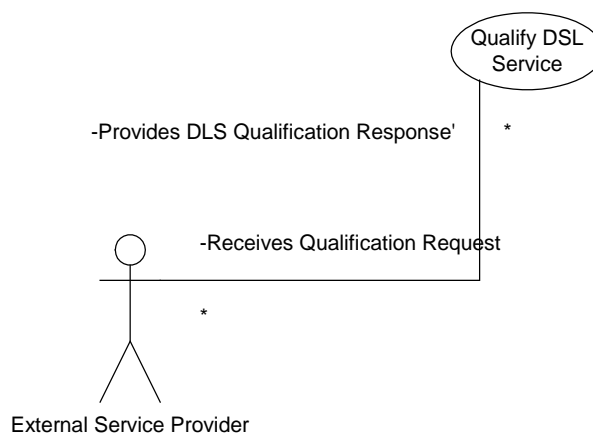 Qualify DSL
Service
-Provides DLS Qualification Response'
*
-Receives Qualification Request
*
External Service Provider